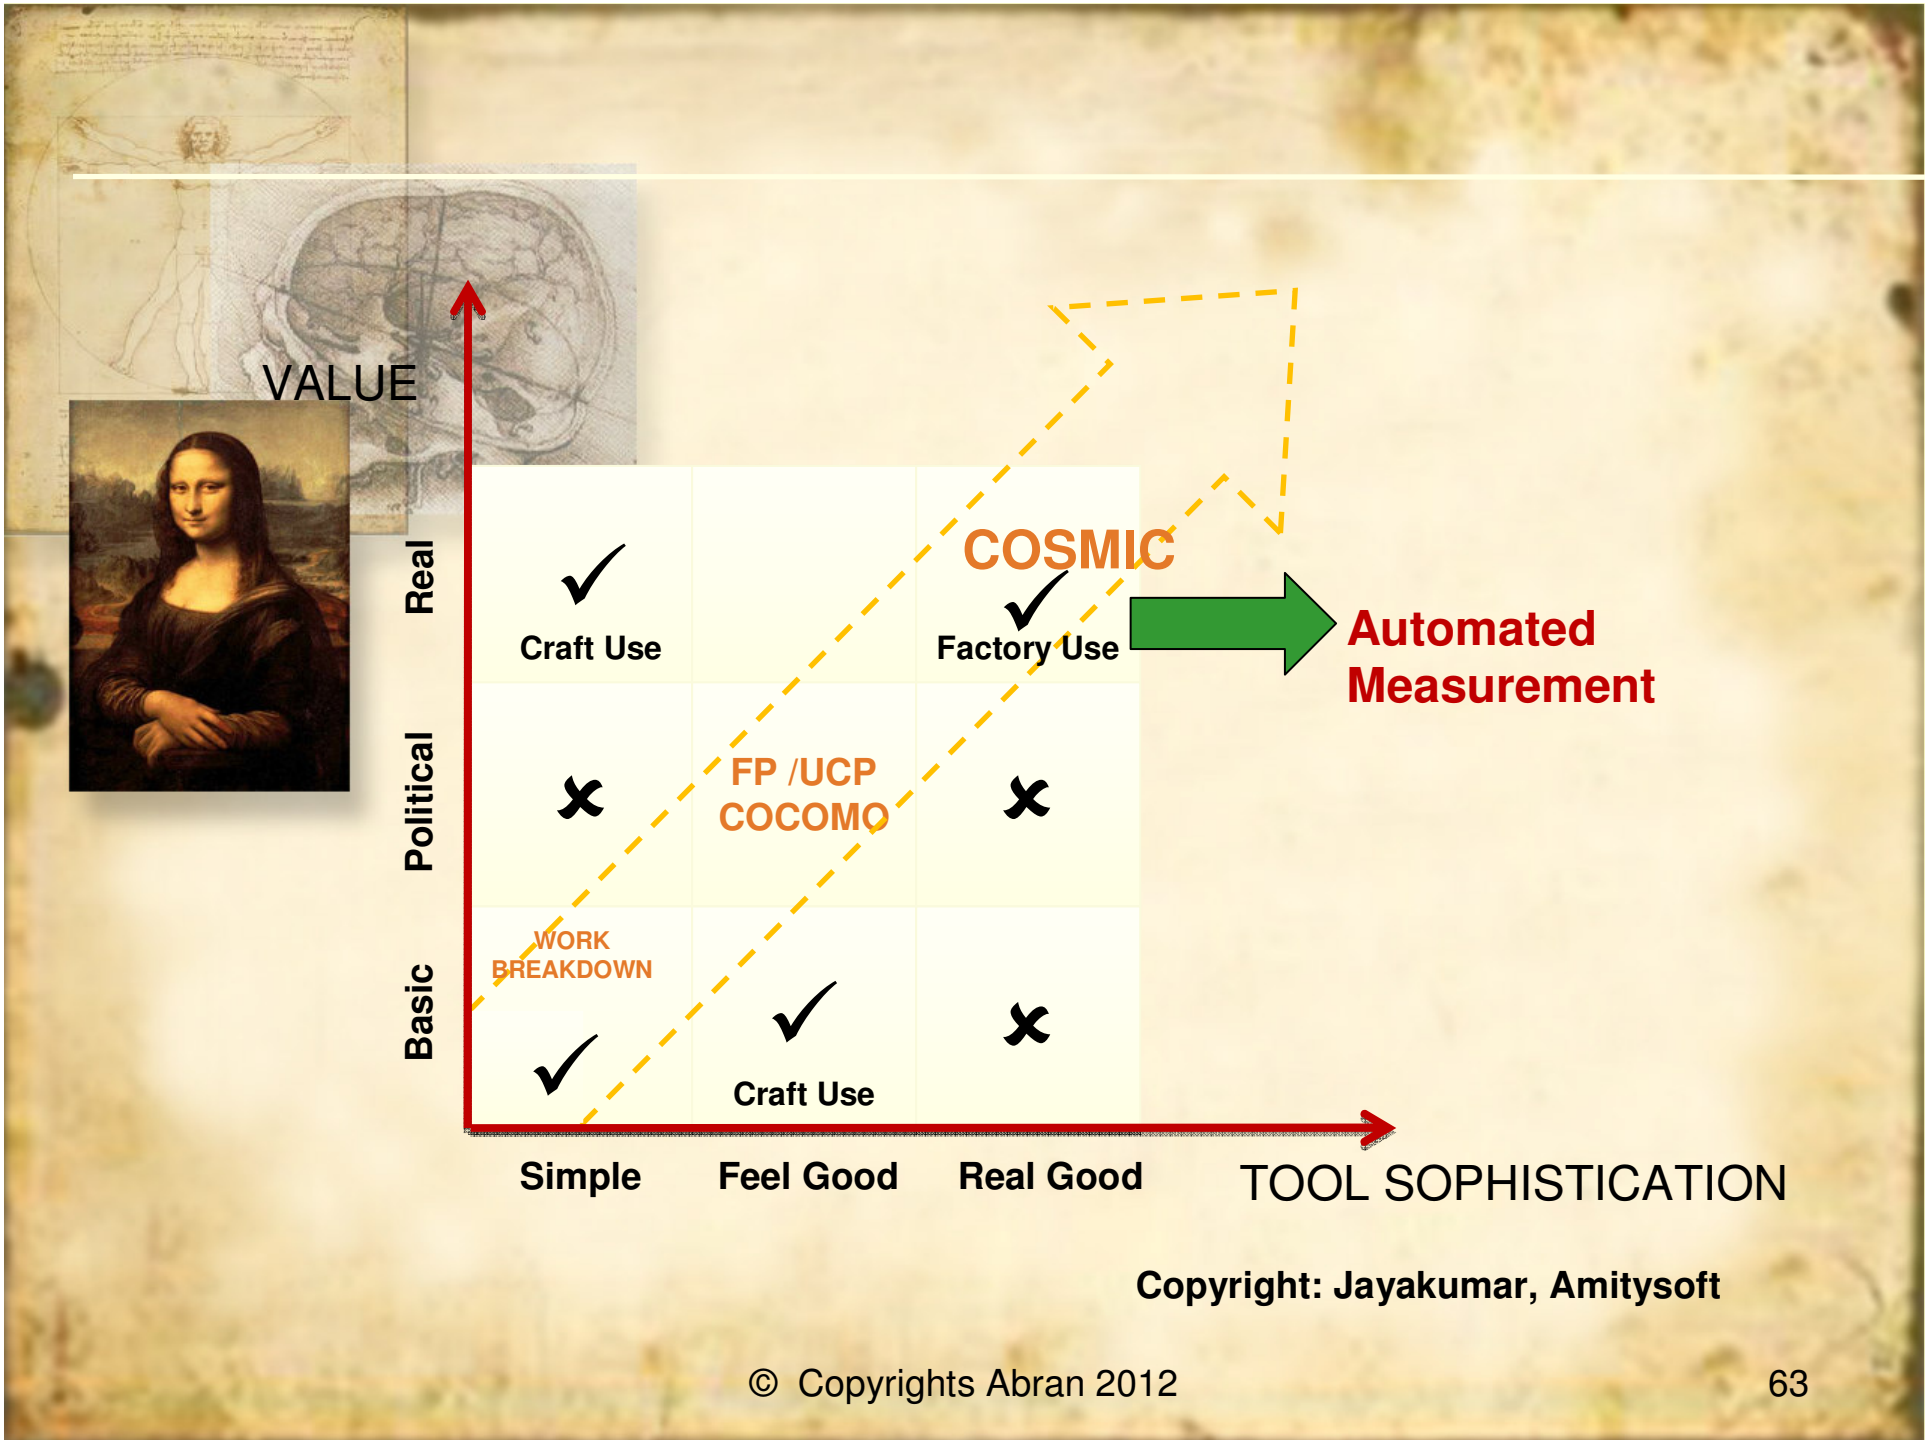 VALUE
Real
Political
Basic
COSMIC
Craft Use
Factory Use
Automated
Measurement
FP /UCP
COCOMO
WORK
BREAKDOWN
Craft Use
Simple
Feel Good
Real Good
TOOL SOPHISTICATION
Copyright: Jayakumar, Amitysoft
© Copyrights Abran 2012
63